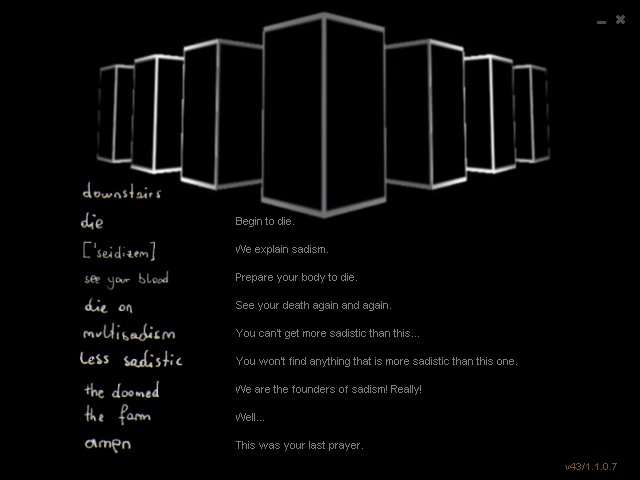 downstairs
die Begin to die.
['seidizem] We explain sadism.
see your blood Prepare your body to die.
die on See your death again and again.
multisadism You can't get more sadistic than this...
less sadistic You won't find anything that is more sadistic than this one.
the doomed We are the founders of sadism! Really!
the farm Well...
amen This was your last prayer.
v43/1.1.0.7